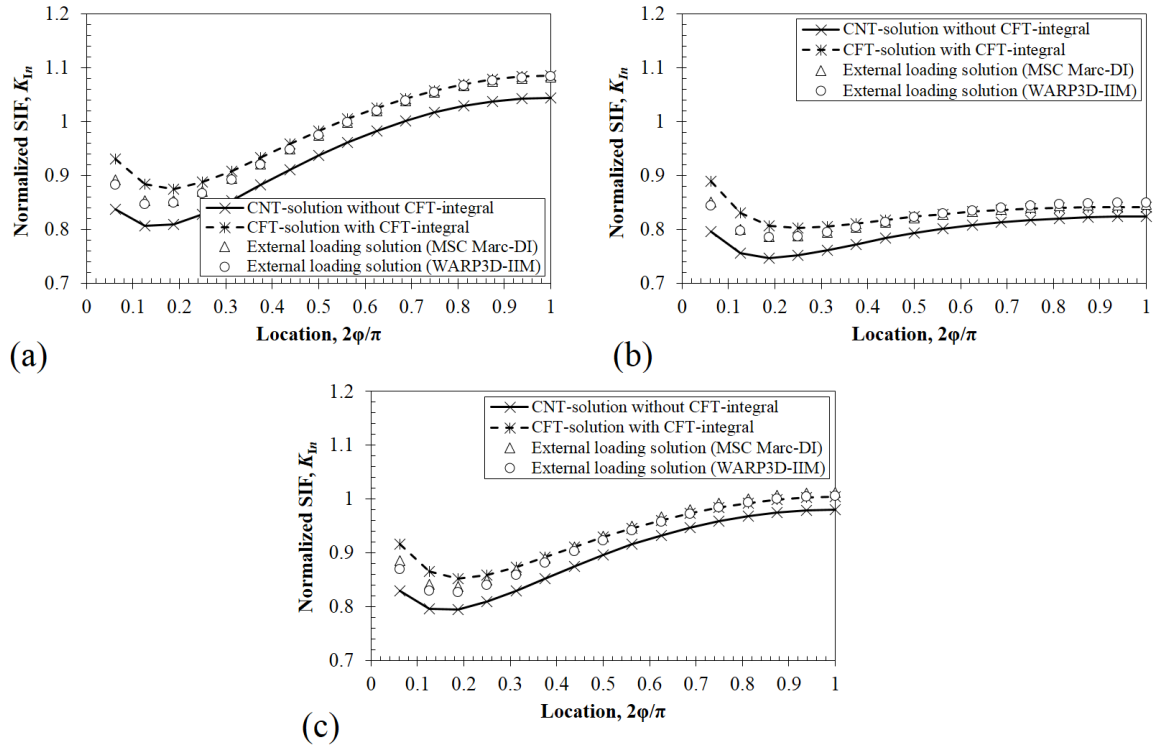 1.2
1.1
1
0.9
0.8
0.7
Normalized SIF, K_In
CNT-solution without CFT-integral
CFT-solution with CFT-integral
External loading solution (MSC Marc-DI)
External loading solution (WARP3D-IIM)
0 0.1 0.2 0.3 0.4 0.5 0.6 0.7 0.8 0.9 1
Location, 2φ/π
(a)
1.2
1.1
1
0.9
0.8
0.7
Normalized SIF, K_In
CNT-solution without CFT-integral
CFT-solution with CFT-integral
External loading solution (MSC Marc-DI)
External loading solution (WARP3D-IIM)
0 0.1 0.2 0.3 0.4 0.5 0.6 0.7 0.8 0.9 1
Location, 2φ/π
(b)
1.2
1.1
1
0.9
0.8
0.7
Normalized SIF, K_In
CNT-solution without CFT-integral
CFT-solution with CFT-integral
External loading solution (MSC Marc-DI)
External loading solution (WARP3D-IIM)
0 0.1 0.2 0.3 0.4 0.5 0.6 0.7 0.8 0.9 1
Location, 2φ/π
(c)